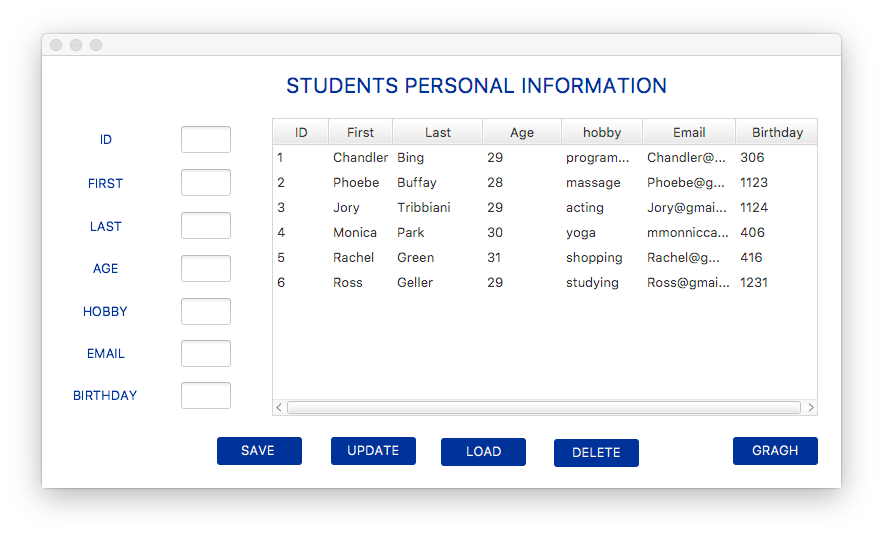 STUDENTS PERSONAL INFORMATION
ID
FIRST
LAST
AGE
HOBBY
EMAIL
BIRTHDAY
ID First Last Age hobby Email Birthday
1 Chandler Bing 29 program... Chandler@... 306
2 Phoebe Buffay 28 massage Phoebe@g... 1123
3 Jory Tribbiani 29 acting Jory@gmai... 1124
4 Monica Park 30 yoga mmonnicca... 406
5 Rachel Green 31 shopping Rachel@g... 416
6 Ross Geller 29 studying Ross@gmai... 1231
SAVE UPDATE LOAD DELETE GRAGH